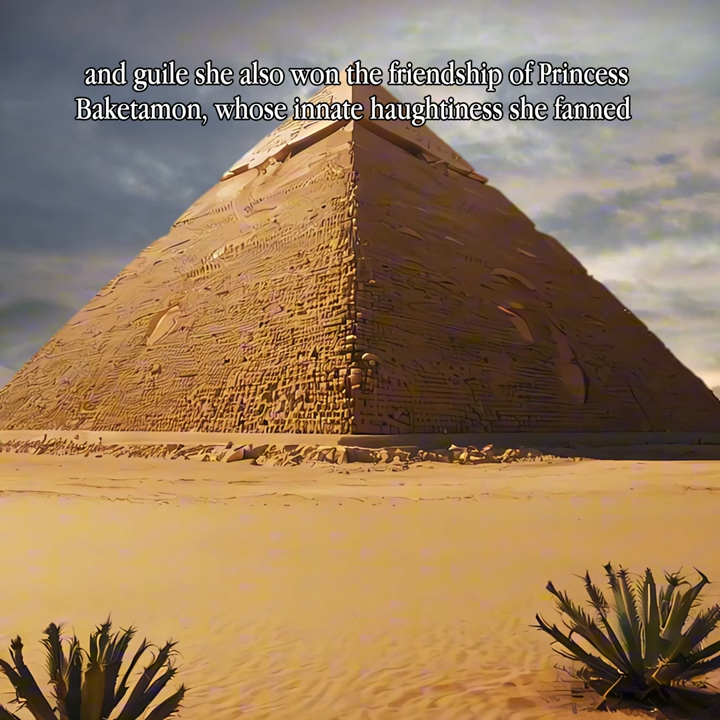 and guile she also won the friendship of Princess
Baketamon, whose innate haughtiness she fanned